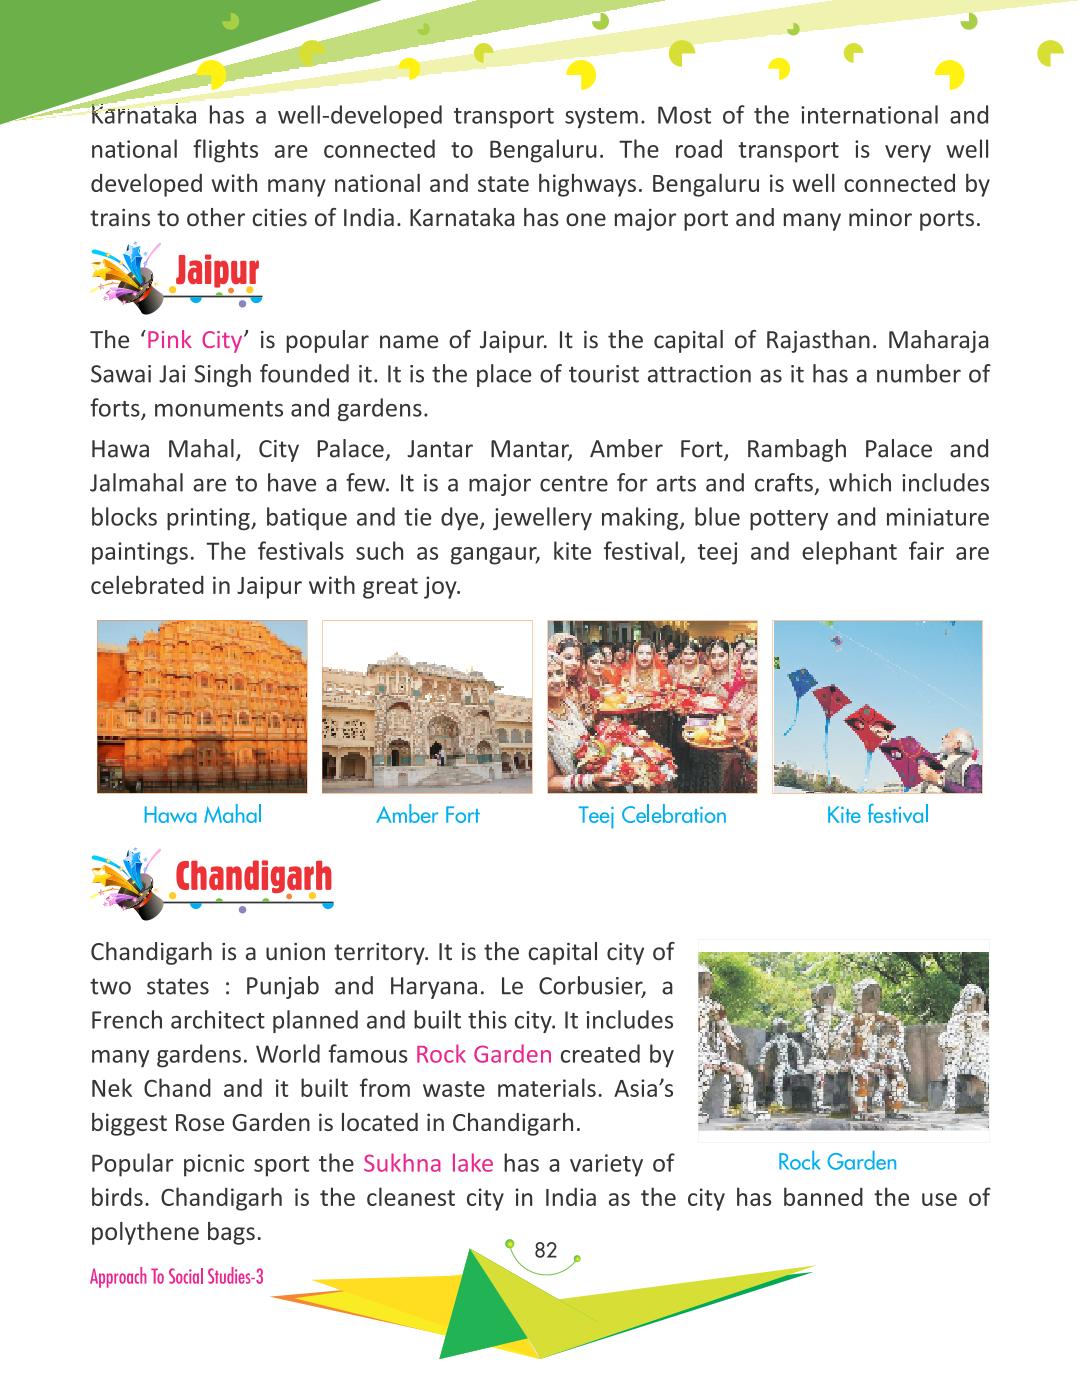 Karnataka has a well-developed transport system. Most of the international and
national flights are connected to Bengaluru. The road transport is very well
developed with many national and state highways. Bengaluru is well connected by
trains to other cities of India. Karnataka has one major port and many minor ports.
Jaipur
The ‘Pink City’ is popular name of Jaipur. It is the capital of Rajasthan. Maharaja
Sawai Jai Singh founded it. It is the place of tourist attraction as it has a number of
forts, monuments and gardens.
Hawa Mahal, City Palace, Jantar Mantar, Amber Fort, Rambagh Palace and
Jalmahal are to have a few. It is a major centre for arts and crafts, which includes
blocks printing, batique and tie dye, jewellery making, blue pottery and miniature
paintings. The festivals such as gangaur, kite festival, teej and elephant fair are
celebrated in Jaipur with great joy.
Hawa Mahal
Amber Fort
Teej Celebration
Kite festival
Chandigarh
Chandigarh is a union territory. It is the capital city of
two states : Punjab and Haryana. Le Corbusier, a
French architect planned and built this city. It includes
many gardens. World famous Rock Garden created by
Nek Chand and it built from waste materials. Asia’s
biggest Rose Garden is located in Chandigarh.
Rock Garden
Popular picnic sport the Sukhna lake has a variety of
birds. Chandigarh is the cleanest city in India as the city has banned the use of
polythene bags.
82
Approach To Social Studies-3